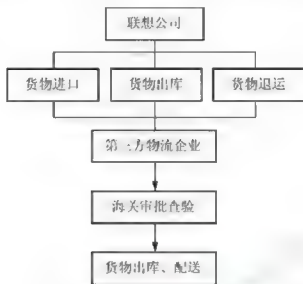 联想公司
货物进口
货物出库
货物退运
第三方物流企业
海关审批查验
货物出库、配送